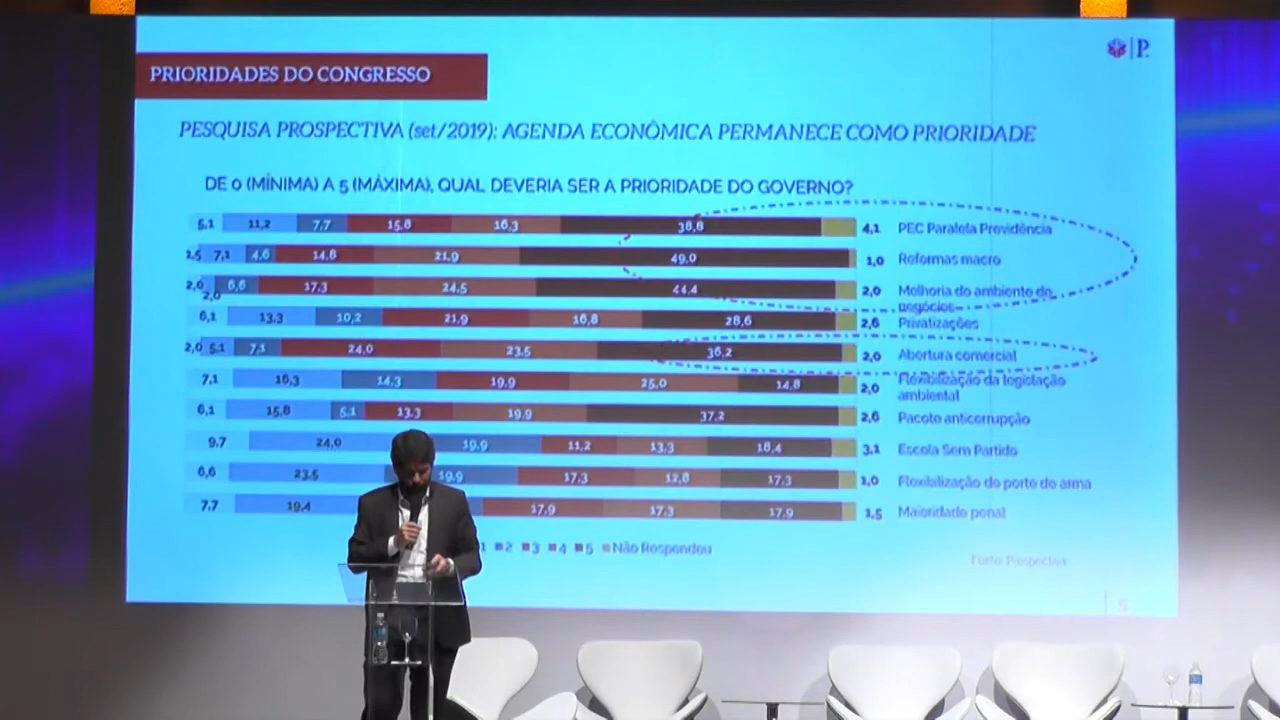 PRIORIDADES DO CONGRESSO
P.
PESQUISA PROSPECTIVA (set/2019): AGENDA ECONÔMICA PERMANECE COMO PRIORIDADE
DE 0 (MÍNIMA) A 5 (MÁXIMA), QUAL DEVERIA SER A PRIORIDADE DO GOVERNO?
5,1 11,2 7,7 15,8 16,3 38,8 4,1 PEC Paralela Previdência
1,5 7,1 4,6 14,8 21,9 49,0 1,0 Reformas macro
2,0 2,0 6,6 17,3 24,5 44,4 2,0 Melhoria do ambiente de
negócios
6,1 13,3 10,2 21,9 16,8 28,6 2,6 Privatizações
2,0 5,1 7,1 24,0 23,5 36,2 2,0 Abertura comercial
7,1 16,3 14,3 19,9 25,0 14,8 2,0 Flexibilização da legislação
ambiental
6,1 15,8 5,1 13,3 19,9 37,2 2,6 Pacote anticorrupção
9,7 24,0 19,9 11,2 13,3 18,4 3,1 Escola Sem Partido
6,6 23,5 19,9 17,3 12,8 17,3 1,0 Flexibilização do porte de arma
7,7 19,4 17,9 17,3 17,9 1,5 Maioridade penal
1 2 3 4 5 Não Respondeu
Fonte: Prospectiva
5